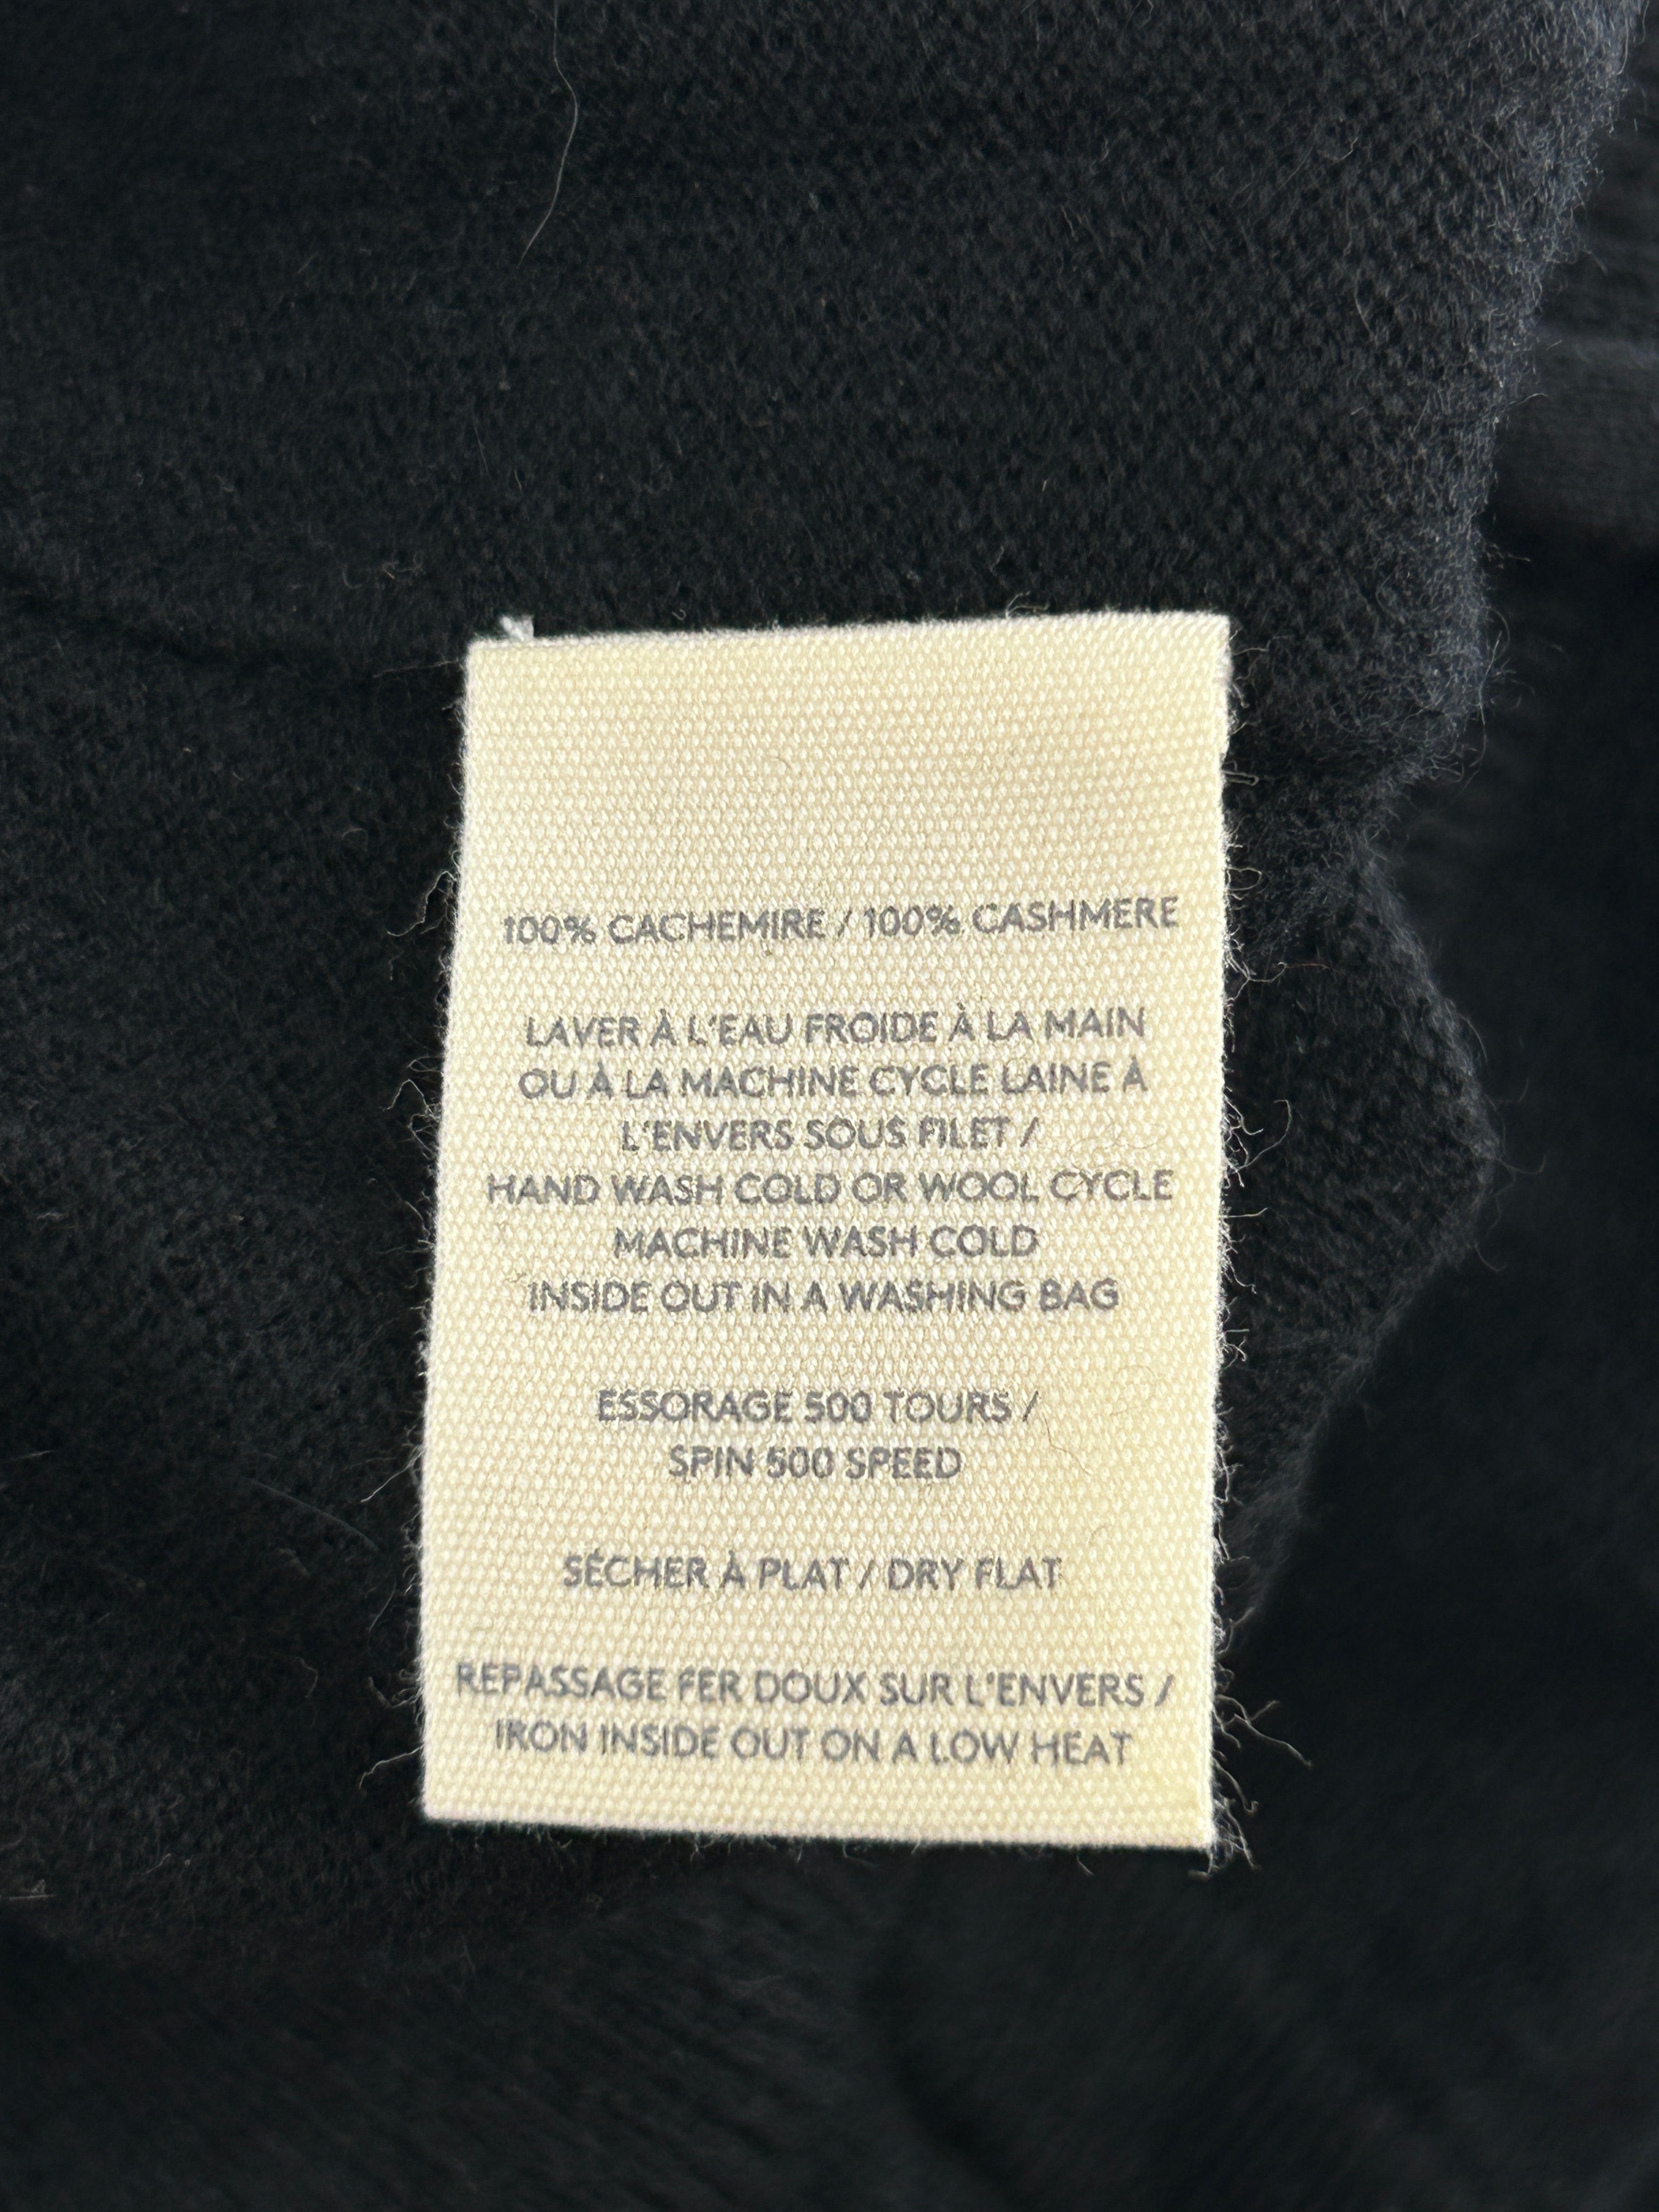 100% CACHEMIRE / 100% CASHMERE
LAVER À L'EAU FROIDE À LA MAIN
OU À LA MACHINE CYCLE LAINE À
L'ENVERS SOUS FILET /
HAND WASH COLD OR WOOL CYCLE
MACHINE WASH COLD
INSIDE OUT IN A WASHING BAG
ESSORAGE 500 TOURS /
SPIN 500 SPEED
SÉCHER À PLAT / DRY FLAT
REPASSAGE FER DOUX SUR L'ENVERS /
IRON INSIDE OUT ON A LOW HEAT